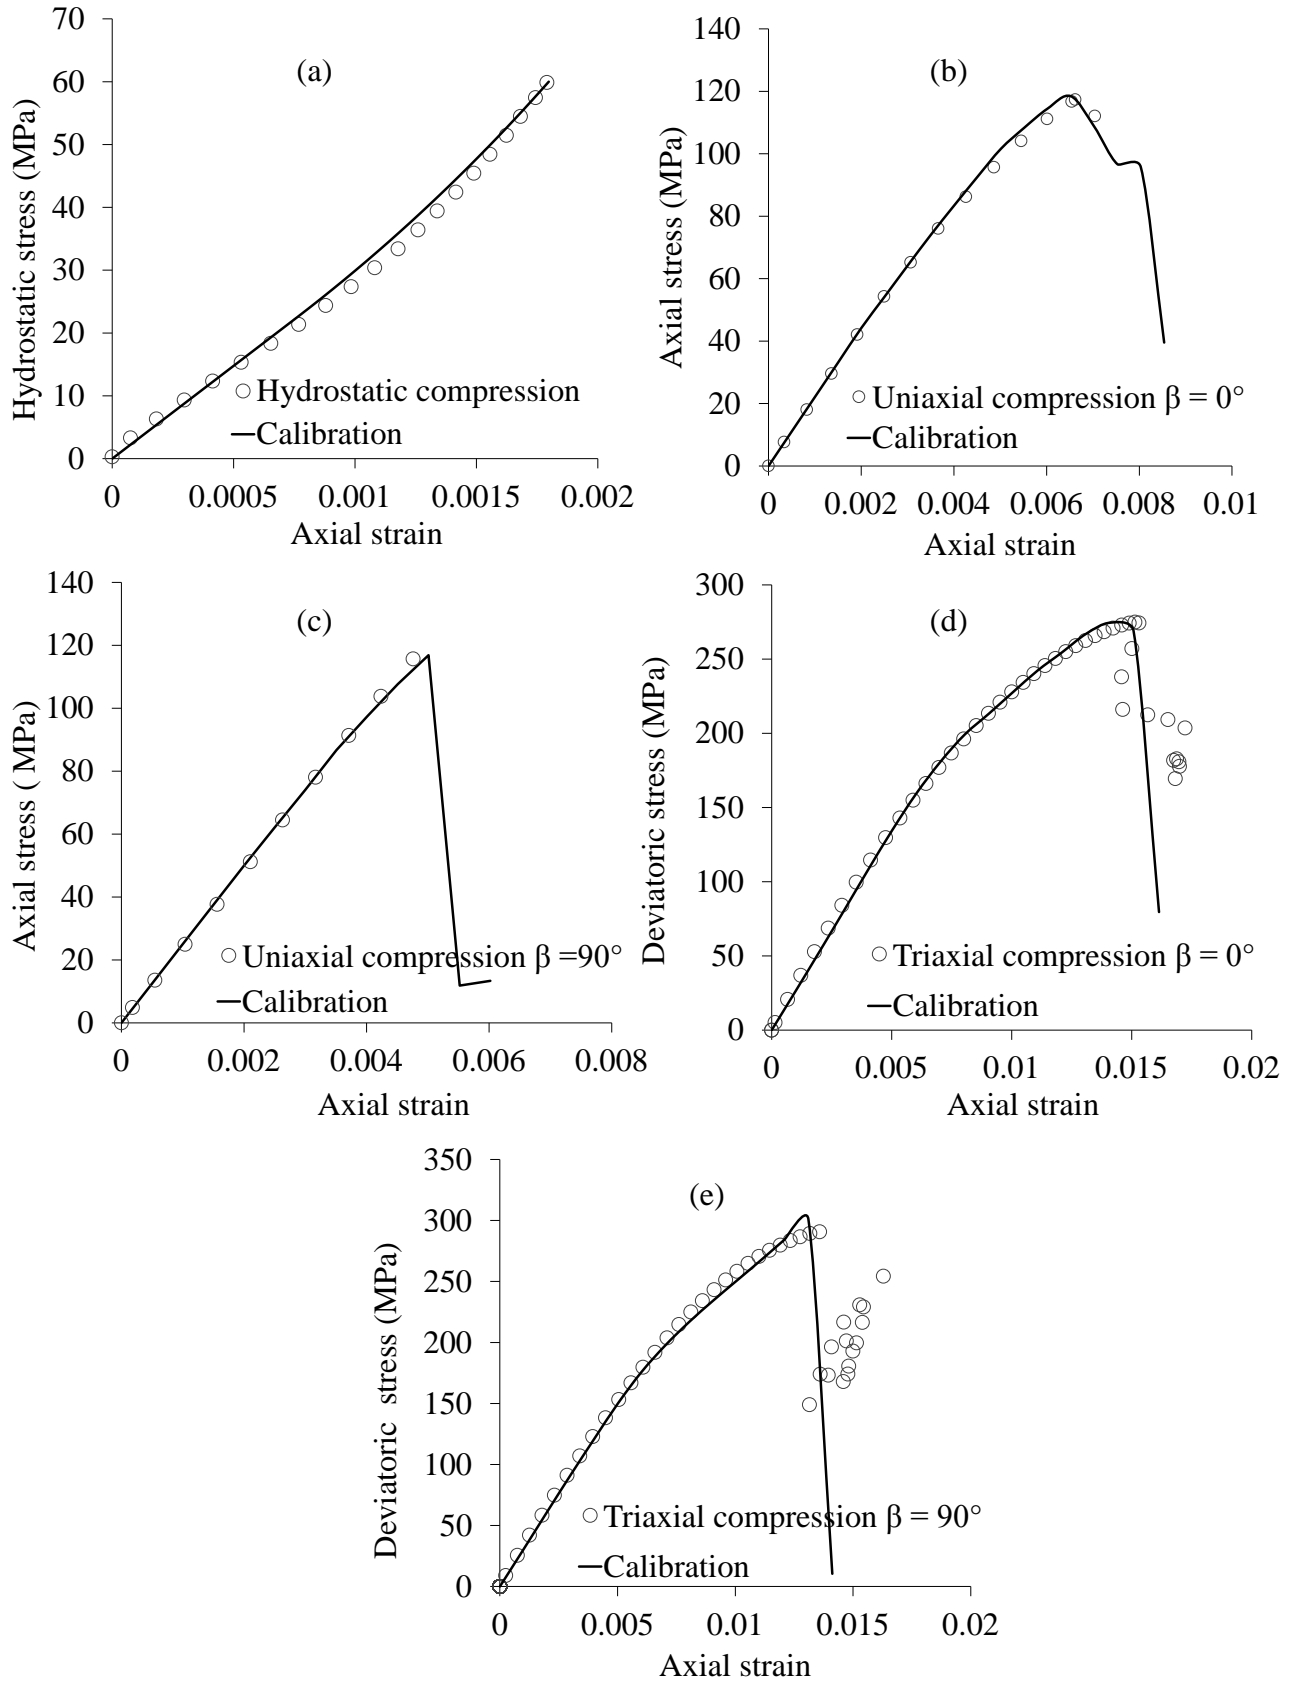 (a)
Hydrostatic stress (MPa)
70
60
50
40
30
20
10
0
0 0.0005 0.001 0.0015 0.002
Axial strain
Hydrostatic compression
Calibration
(b)
Axial stress (MPa)
140
120
100
80
60
40
20
0
0 0.002 0.004 0.006 0.008 0.01
Axial strain
Uniaxial compression β = 0°
Calibration
(c)
Axial stress ( MPa)
140
120
100
80
60
40
20
0
0 0.002 0.004 0.006 0.008
Axial strain
Uniaxial compression β =90°
Calibration
(d)
Deviatoric stress (MPa)
300
250
200
150
100
50
0
0 0.005 0.01 0.015 0.02
Axial strain
Triaxial compression β = 0°
Calibration
(e)
Deviatoric stress (MPa)
350
300
250
200
150
100
50
0
0 0.005 0.01 0.015 0.02
Axial strain
Triaxial compression β = 90°
Calibration